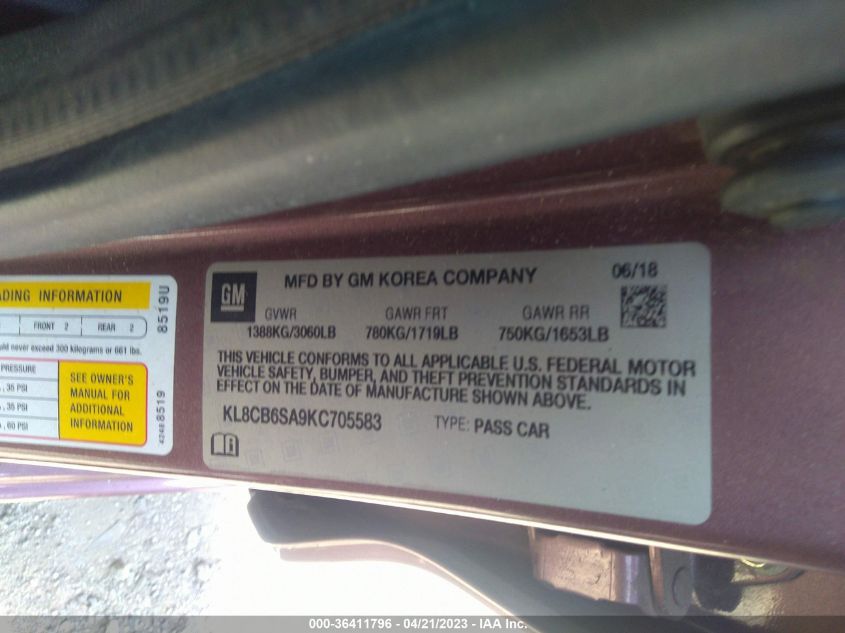 ADING INFORMATION
FRONT 2 REAR 2
uld never exceed 300 kilograms or 661 lbs.
PRESSURE
, 35 PSI
, 35 PSI
, 60 PSI
SEE OWNER'S
MANUAL FOR
ADDITIONAL
INFORMATION
8519U
42488519
GM
MFD BY GM KOREA COMPANY
06/18
GVWR GAWR FRT GAWR RR
1388KG/3060LB 780KG/1719LB 750KG/1653LB
THIS VEHICLE CONFORMS TO ALL APPLICABLE U.S. FEDERAL MOTOR
VEHICLE SAFETY, BUMPER, AND THEFT PREVENTION STANDARDS IN
EFFECT ON THE DATE OF MANUFACTURE SHOWN ABOVE.
KL8CB6SA9KC705583 TYPE: PASS CAR
000-36411796 - 04/21/2023 - IAA Inc.